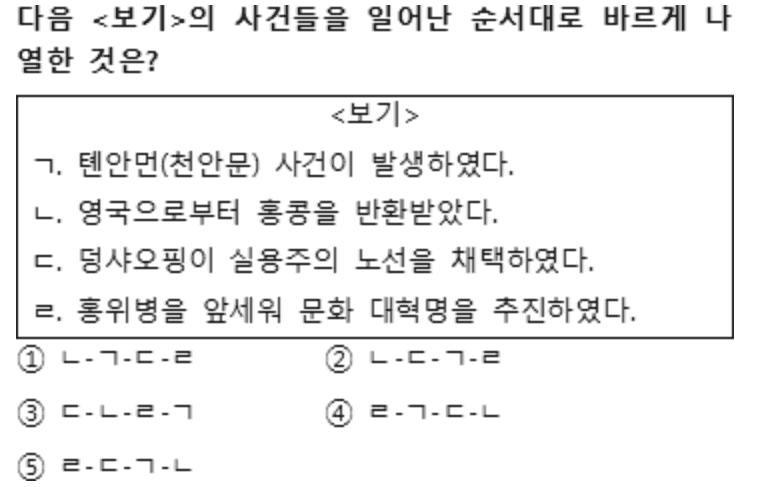 다음 <보기>의 사건들을 일어난 순서대로 바르게 나
열한 것은?
<보기>
ㄱ. 톈안먼(천안문) 사건이 발생하였다.
ㄴ. 영국으로부터 홍콩을 반환받았다.
ㄷ. 덩샤오핑이 실용주의 노선을 채택하였다.
ㄹ. 홍위병을 앞세워 문화 대혁명을 추진하였다.
① ㄴ-ㄱ-ㄷ-ㄹ ② ㄴ-ㄷ-ㄱ-ㄹ
③ ㄷ-ㄴ-ㄹ-ㄱ ④ ㄹ-ㄱ-ㄷ-ㄴ
⑤ ㄹ-ㄷ-ㄱ-ㄴ